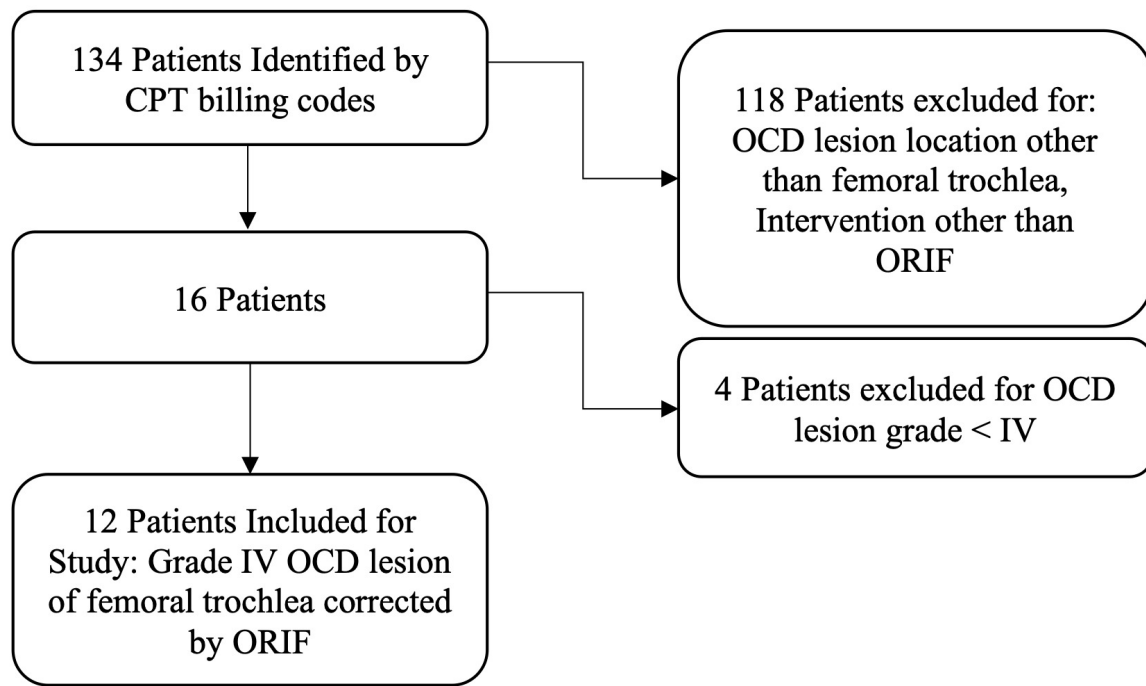 134 Patients Identified by
CPT billing codes
118 Patients excluded for:
OCD lesion location other
than femoral trochlea,
Intervention other than
ORIF
16 Patients
4 Patients excluded for OCD
lesion grade < IV
12 Patients Included for
Study: Grade IV OCD lesion
of femoral trochlea corrected
by ORIF